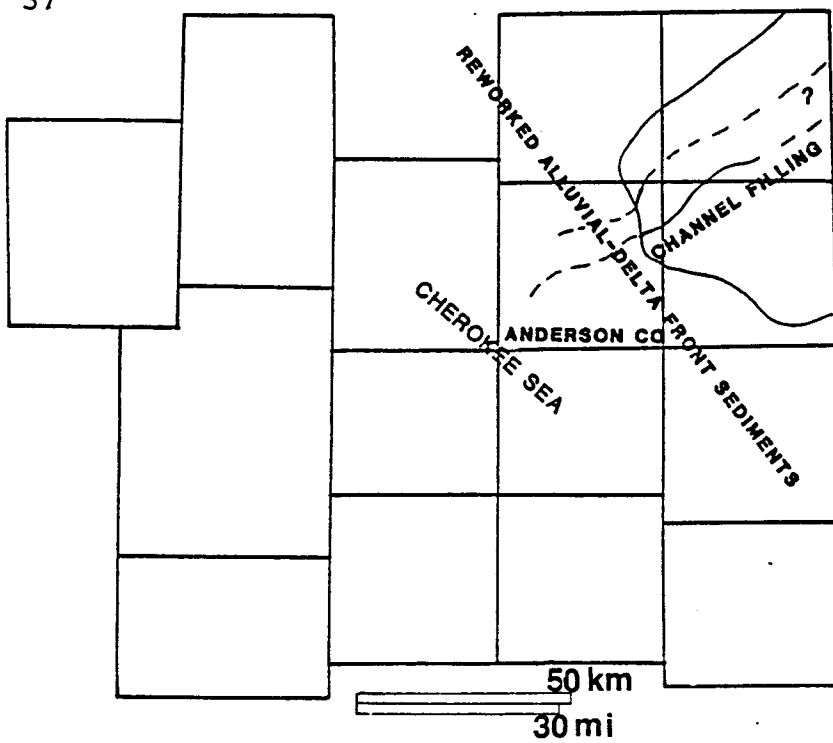 37
REWORKED ALLUVIAL-DELTA FRONT SEDIMENTS
?
CHANNEL FILLING
CHEROKEE SEA
ANDERSON CO
50 km
30 mi